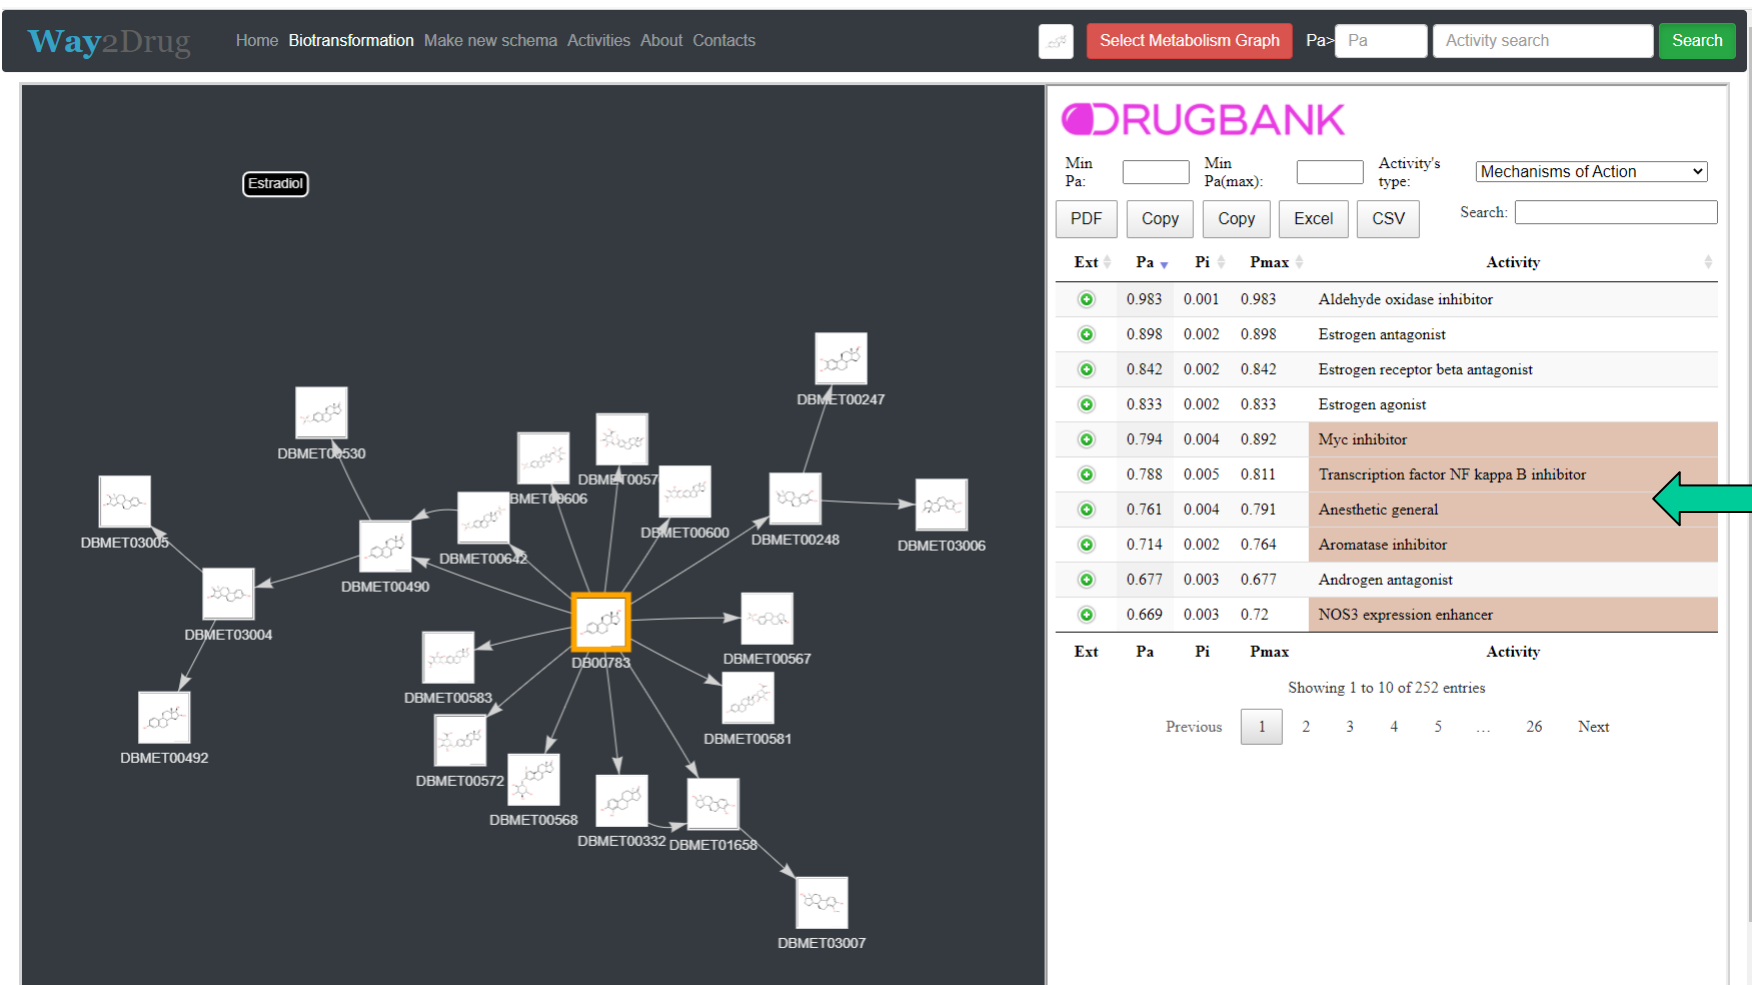 Way2Drug Home Biotransformation Make new schema Activities About Contacts Select Metabolism Graph Pa> Pa Activity search Search
Estradiol
DBMET00247
DBMET00530
DBMET0057
DBMET00606
DBMET03005
DBMET00600
DBMET00248
DBMET03006
DBMET00642
DBMET00490
DBMET03004
DB00783
DBMET00567
DBMET00583
DBMET00581
DBMET00492
DBMET00572
DBMET00568
DBMET00332
DBMET01658
DBMET03007
DRUGBANK
Min Pa: Min Pa(max): Activity's type: Mechanisms of Action
PDF Copy Copy Excel CSV Search:
Ext Pa Pi Pmax Activity
0.983 0.001 0.983 Aldehyde oxidase inhibitor
0.898 0.002 0.898 Estrogen antagonist
0.842 0.002 0.842 Estrogen receptor beta antagonist
0.833 0.002 0.833 Estrogen agonist
0.794 0.004 0.892 Myc inhibitor
0.788 0.005 0.811 Transcription factor NF kappa B inhibitor
0.761 0.004 0.791 Anesthetic general
0.714 0.002 0.764 Aromatase inhibitor
0.677 0.003 0.677 Androgen antagonist
0.669 0.003 0.72 NOS3 expression enhancer
Ext Pa Pi Pmax Activity
Showing 1 to 10 of 252 entries
Previous 1 2 3 4 5 … 26 Next